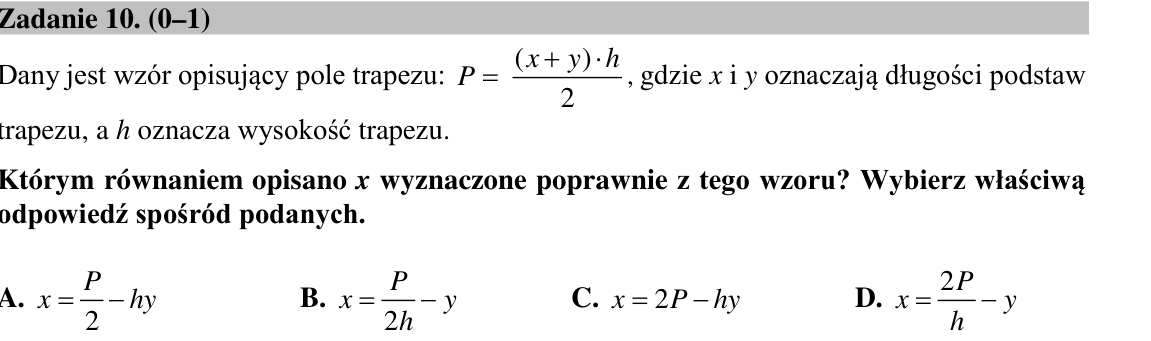 Zadanie 10. (0–1)
Dany jest wzór opisujący pole trapezu: P = (x + y)·h / 2, gdzie x i y oznaczają długości podstaw
trapezu, a h oznacza wysokość trapezu.
Którym równaniem opisano x wyznaczone poprawnie z tego wzoru? Wybierz właściwą
odpowiedź spośród podanych.
A. x = P/2 – hy B. x = P/2h – y C. x = 2P – hy D. x = 2P/h – y